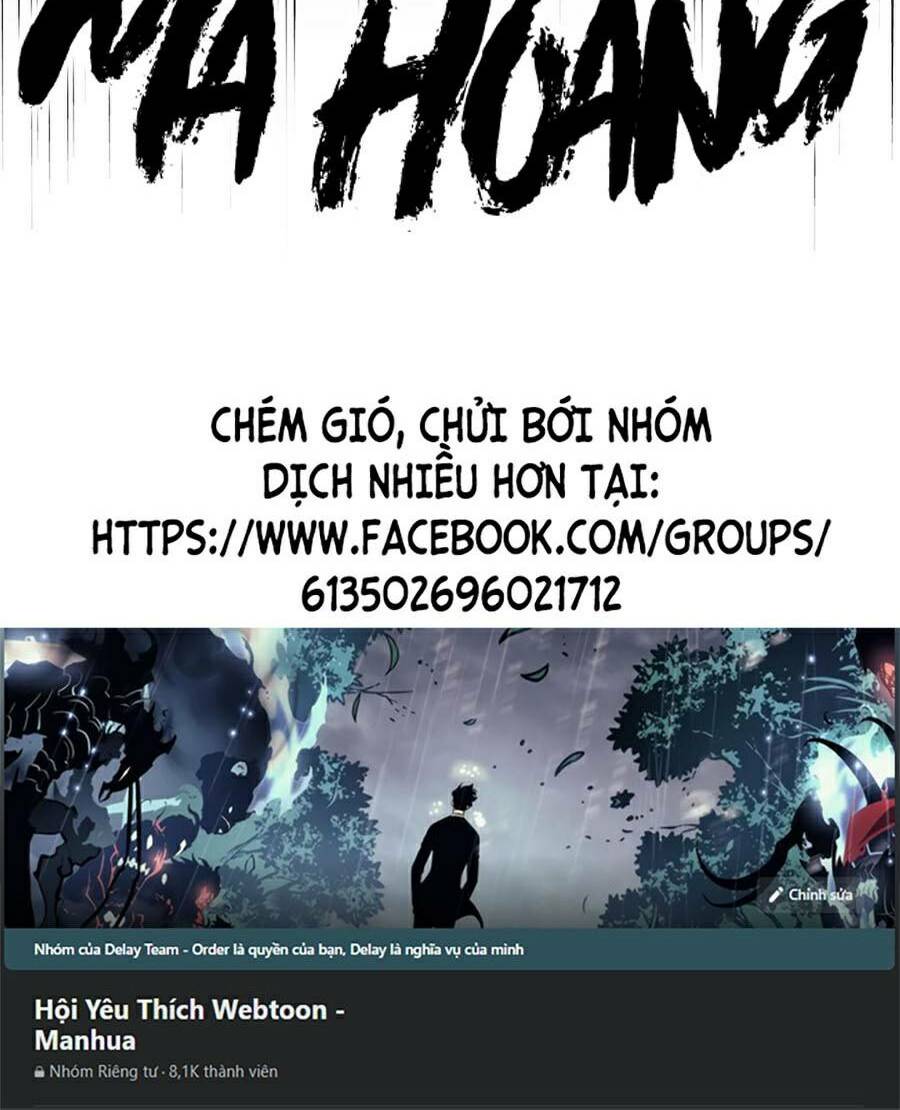 MA HOANG
CHÉM GIÓ, CHỬI BỚI NHÓM
DỊCH NHIỀU HƠN TẠI:
HTTPS://WWW.FACEBOOK.COM/GROUPS/
613502696021712
Chỉnh sửa
Nhóm của Delay Team - Order là quyền của bạn, Delay là nghĩa vụ của mình
Hội Yêu Thích Webtoon -
Manhua
Nhóm Riêng tư · 8,1K thành viên